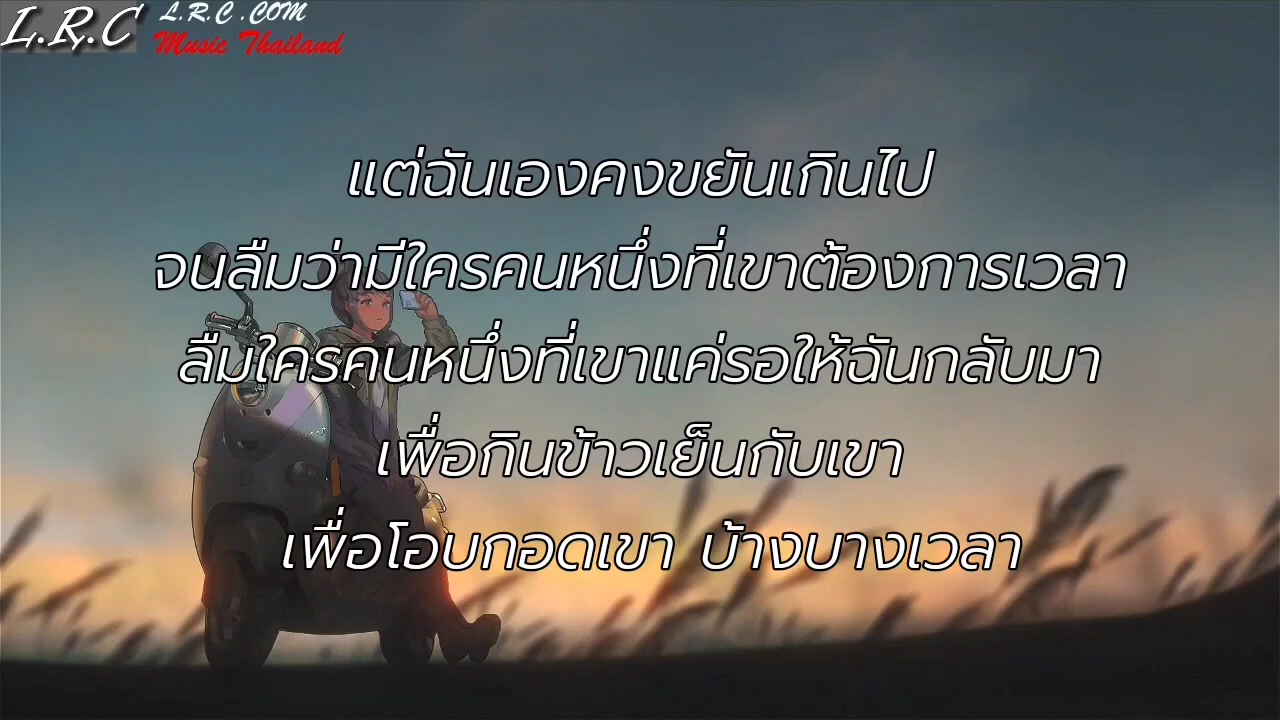 L.R.C
L.R.C .COM
Music Thailand
แต่ฉันเองคงขยันเกินไป
จนลืมว่ามีใครคนหนึ่งที่เขาต้องการเวลา
ลืมใครคนหนึ่งที่เขาแค่รอให้ฉันกลับมา
เพื่อกินข้าวเย็นกับเขา
เพื่อโอบกอดเขา บ้างบางเวลา